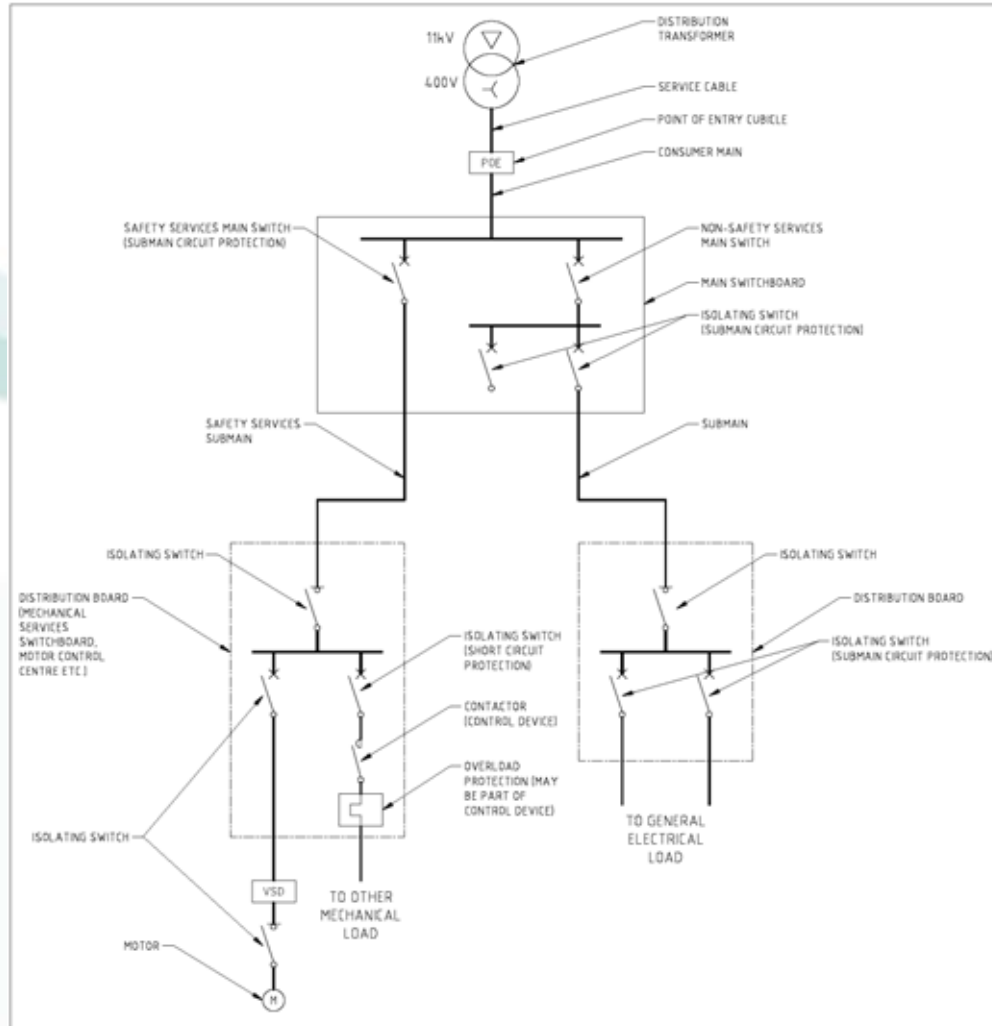 11kV
400V
DISTRIBUTION
TRANSFORMER
SERVICE CABLE
POINT OF ENTRY CUBICLE
POE
CONSUMER MAIN
SAFETY SERVICES MAIN SWITCH
(SUBMAIN CIRCUIT PROTECTION)
NON-SAFETY SERVICES
MAIN SWITCH
MAIN SWITCHBOARD
ISOLATING SWITCH
(SUBMAIN CIRCUIT PROTECTION)
SAFETY SERVICES
SUBMAIN
SUBMAIN
ISOLATING SWITCH
ISOLATING SWITCH
DISTRIBUTION BOARD
(MECHANICAL
SERVICES
SWITCHBOARD,
MOTOR CONTROL
CENTRE ETC)
DISTRIBUTION BOARD
ISOLATING SWITCH
(SHORT CIRCUIT
PROTECTION)
ISOLATING SWITCH
(SUBMAIN CIRCUIT PROTECTION)
CONTACTOR
(CONTROL DEVICE)
OVERLOAD
PROTECTION (MAY
BE PART OF
CONTROL DEVICE)
TO GENERAL
ELECTRICAL
LOAD
ISOLATING SWITCH
VSD
TO OTHER
MECHANICAL
LOAD
MOTOR
M